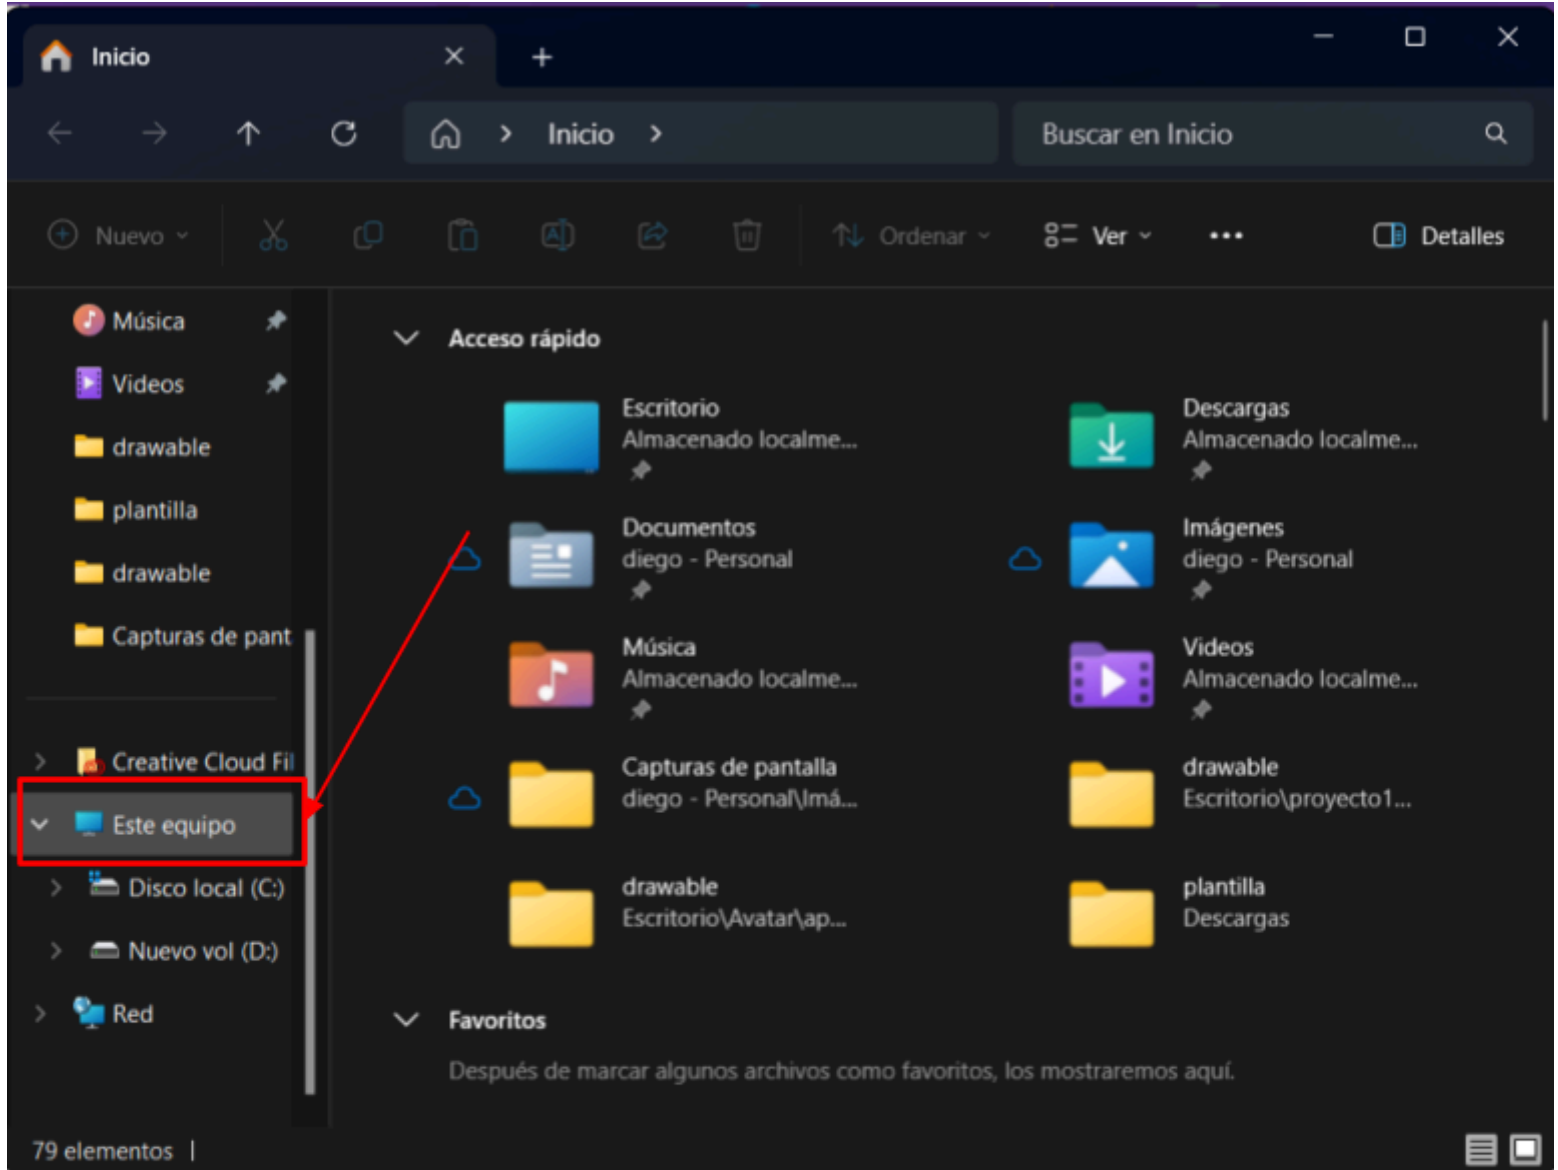 Inicio
Inicio
Buscar en Inicio
Nuevo
Ordenar
Ver
Detalles
Música
Videos
drawable
plantilla
drawable
Capturas de pant
Creative Cloud Fil
Este equipo
Disco local (C:)
Nuevo vol (D:)
Red
Acceso rápido
Escritorio
Almacenado localme...
Descargas
Almacenado localme...
Documentos
diego - Personal
Imágenes
diego - Personal
Música
Almacenado localme...
Videos
Almacenado localme...
Capturas de pantalla
diego - Personal\Imá...
drawable
Escritorio\proyecto1...
drawable
Escritorio\Avatar\ap...
plantilla
Descargas
Favoritos
Después de marcar algunos archivos como favoritos, los mostraremos aquí.
79 elementos